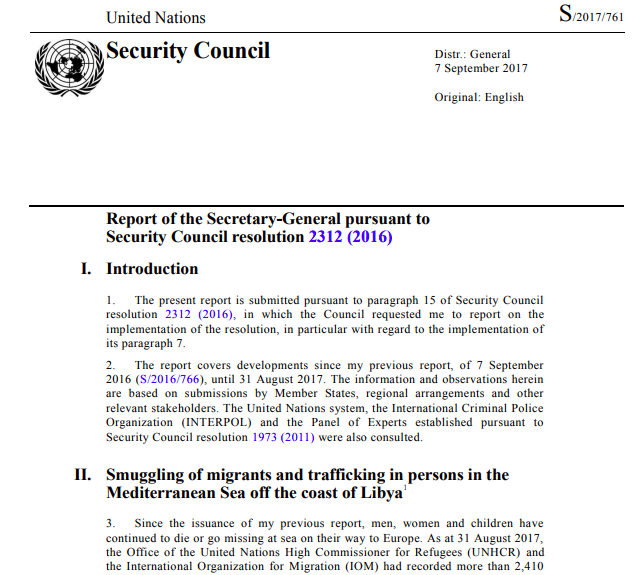 United Nations
S/2017/761
Security Council
Distr.: General
7 September 2017
Original: English
Report of the Secretary-General pursuant to
Security Council resolution 2312 (2016)
I. Introduction
1. The present report is submitted pursuant to paragraph 15 of Security Council
resolution 2312 (2016), in which the Council requested me to report on the
implementation of the resolution, in particular with regard to the implementation of
its paragraph 7.
2. The report covers developments since my previous report, of 7 September
2016 (S/2016/766), until 31 August 2017. The information and observations herein
are based on submissions by Member States, regional arrangements and other
relevant stakeholders. The United Nations system, the International Criminal Police
Organization (INTERPOL) and the Panel of Experts established pursuant to
Security Council resolution 1973 (2011) were also consulted.
II. Smuggling of migrants and trafficking in persons in the
Mediterranean Sea off the coast of Libya1
3. Since the issuance of my previous report, men, women and children have
continued to die or go missing at sea on their way to Europe. As at 31 August 2017,
the Office of the United Nations High Commissioner for Refugees (UNHCR) and
the International Organization for Migration (IOM) had recorded more than 2,410